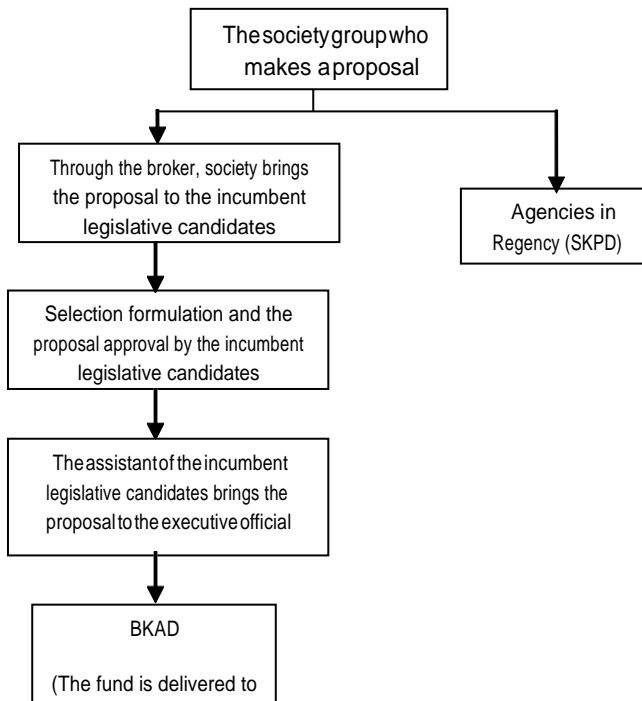 The society group who
makes a proposal
Through the broker, society brings
the proposal to the incumbent
legislative candidates
Agencies in
Regency (SKPD)
Selection formulation and the
proposal approval by the incumbent
legislative candidates
The assistant of the incumbent
legislative candidates brings the
proposal to the executive official
BKAD
(The fund is delivered to